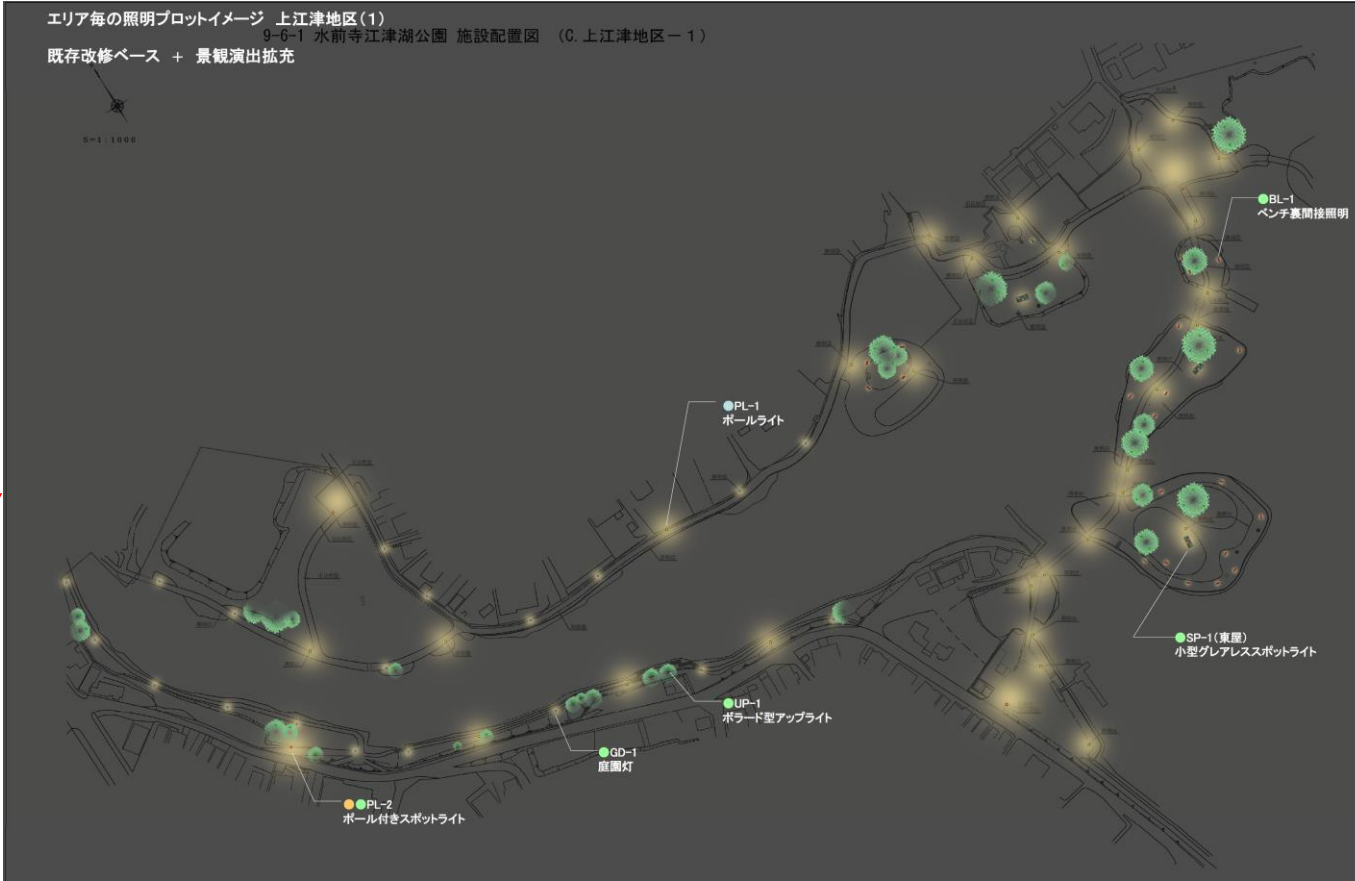 エリア毎の照明プロットイメージ 上江津地区(1)
9-6-1 水前寺江津湖公園 施設配置図 (C.上江津地区-1)
既存改修ベース + 景観演出拡充
S=1:1000
BL-1
ベンチ裏間接照明
PL-1
ポールライト
SP-1(東屋)
小型グレアレススポットライト
UP-1
ボラード型アップライト
GD-1
庭園灯
PL-2
ポール付きスポットライト